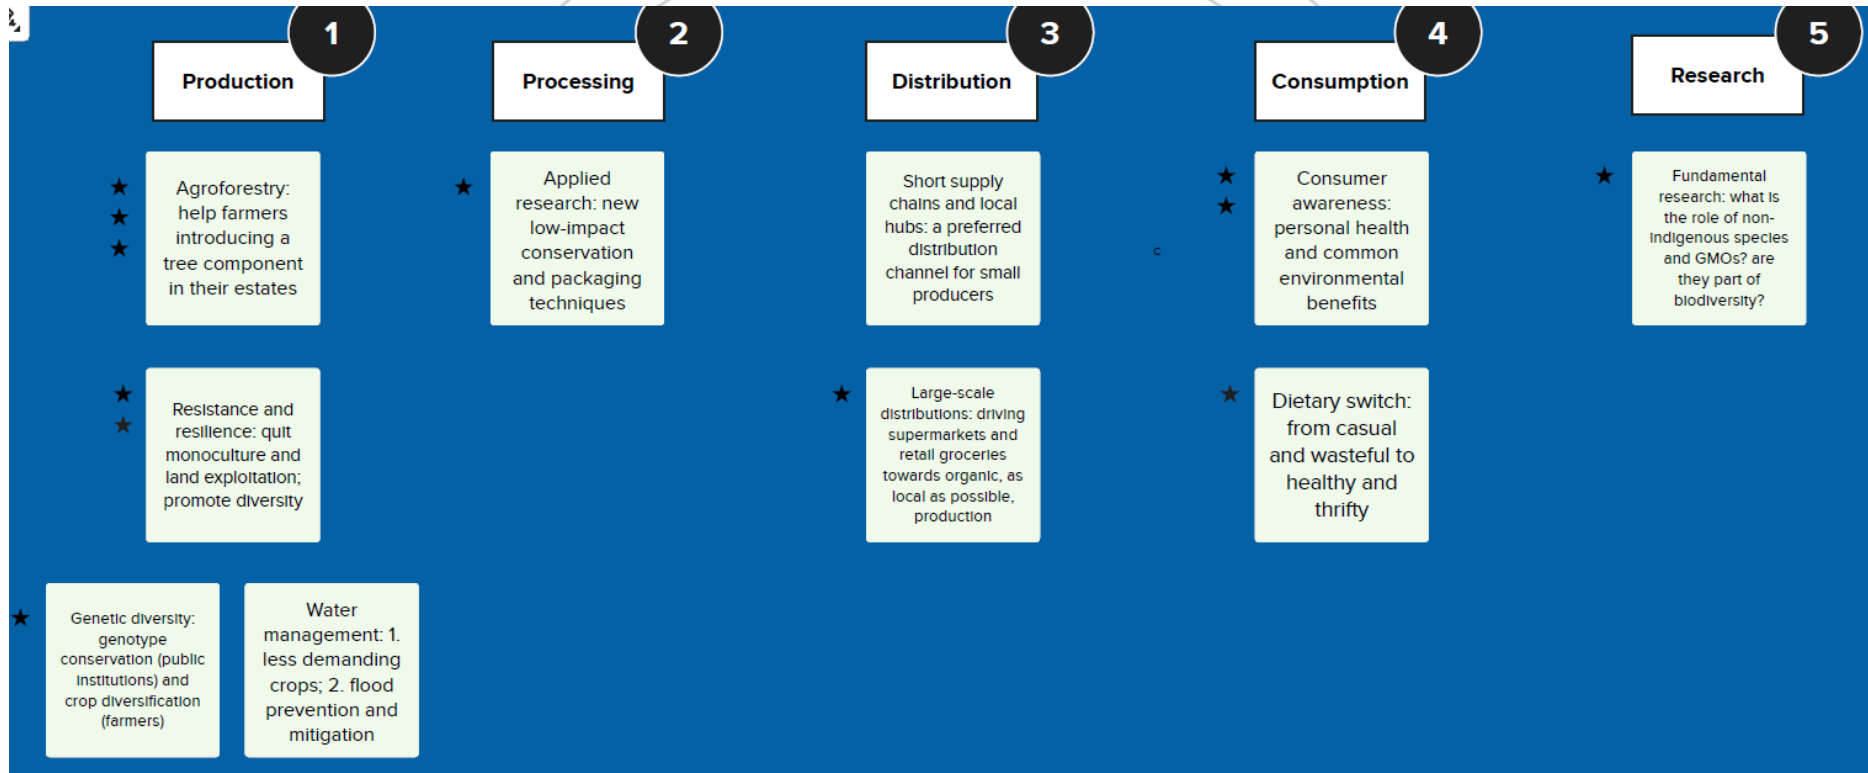 1
Production
2
Processing
3
Distribution
4
Consumption
5
Research
Agroforestry:
help farmers
introducing a
tree component
in their estates
Applied
research: new
low-impact
conservation
and packaging
techniques
Short supply
chains and local
hubs: a preferred
distribution
channel for small
producers
c
Consumer
awareness:
personal health
and common
environmental
benefits
Fundamental
research: what is
the role of non-
indigenous species
and GMOs? are
they part of
biodiversity?
Resistance and
resilience: quit
monoculture and
land exploitation;
promote diversity
Large-scale
distributions: driving
supermarkets and
retail groceries
towards organic, as
local as possible,
production
Dietary switch:
from casual
and wasteful to
healthy and
thrifty
Genetic diversity:
genotype
conservation (public
institutions) and
crop diversification
(farmers)
Water
management: 1.
less demanding
crops; 2. flood
prevention and
mitigation